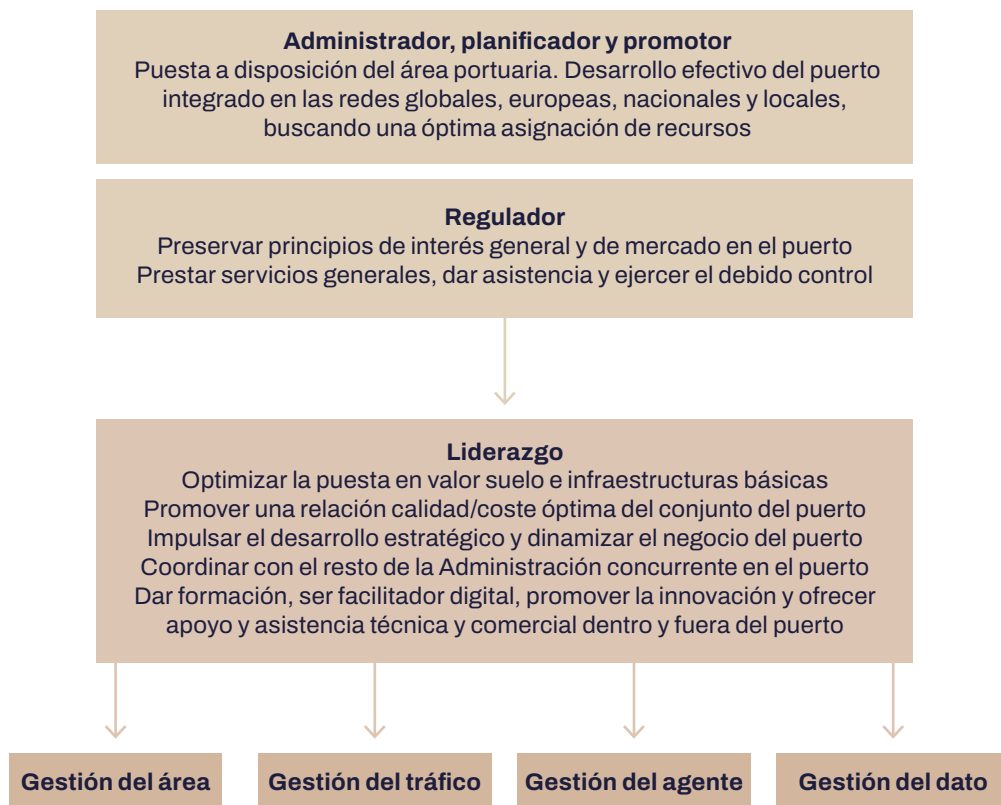 Administrador, planificador y promotor
Puesta a disposición del área portuaria. Desarrollo efectivo del puerto
integrado en las redes globales, europeas, nacionales y locales,
buscando una óptima asignación de recursos
Regulador
Preservar principios de interés general y de mercado en el puerto
Prestar servicios generales, dar asistencia y ejercer el debido control
Liderazgo
Optimizar la puesta en valor suelo e infraestructuras básicas
Promover una relación calidad/coste óptima del conjunto del puerto
Impulsar el desarrollo estratégico y dinamizar el negocio del puerto
Coordinar con el resto de la Administración concurrente en el puerto
Dar formación, ser facilitador digital, promover la innovación y ofrecer
apoyo y asistencia técnica y comercial dentro y fuera del puerto
Gestión del área
Gestión del tráfico
Gestión del agente
Gestión del dato